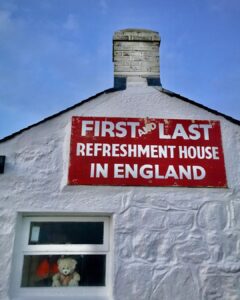 FIRST AND LAST
REFRESHMENT HOUSE
IN ENGLAND